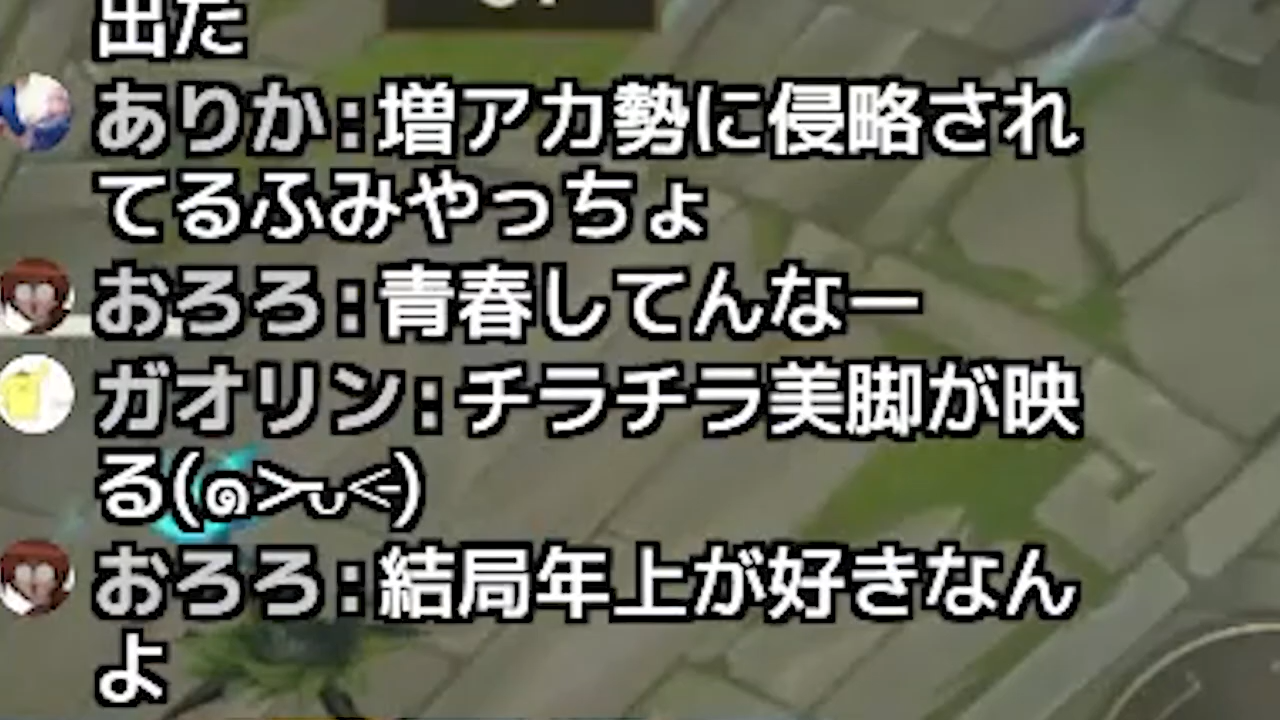 出た
ありか:増アカ勢に侵略され
てるふみやっちょ
おろろ:青春してんなー
ガオリン:チラチラ美脚が映
る(๑>᎑<)
おろろ:結局年上が好きなん
よ